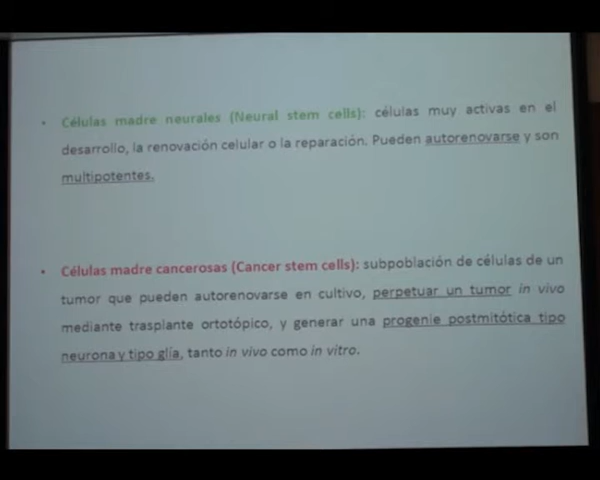 • Células madre neurales (Neural stem cells): células muy activas en el
desarrollo, la renovación celular o la reparación. Pueden autorenovarse y son
multipotentes.
• Células madre cancerosas (Cancer stem cells): subpoblación de células de un
tumor que pueden autorenovarse en cultivo, perpetuar un tumor in vivo
mediante trasplante ortotópico, y generar una progenie postmitótica tipo
neurona y tipo glía, tanto in vivo como in vitro.